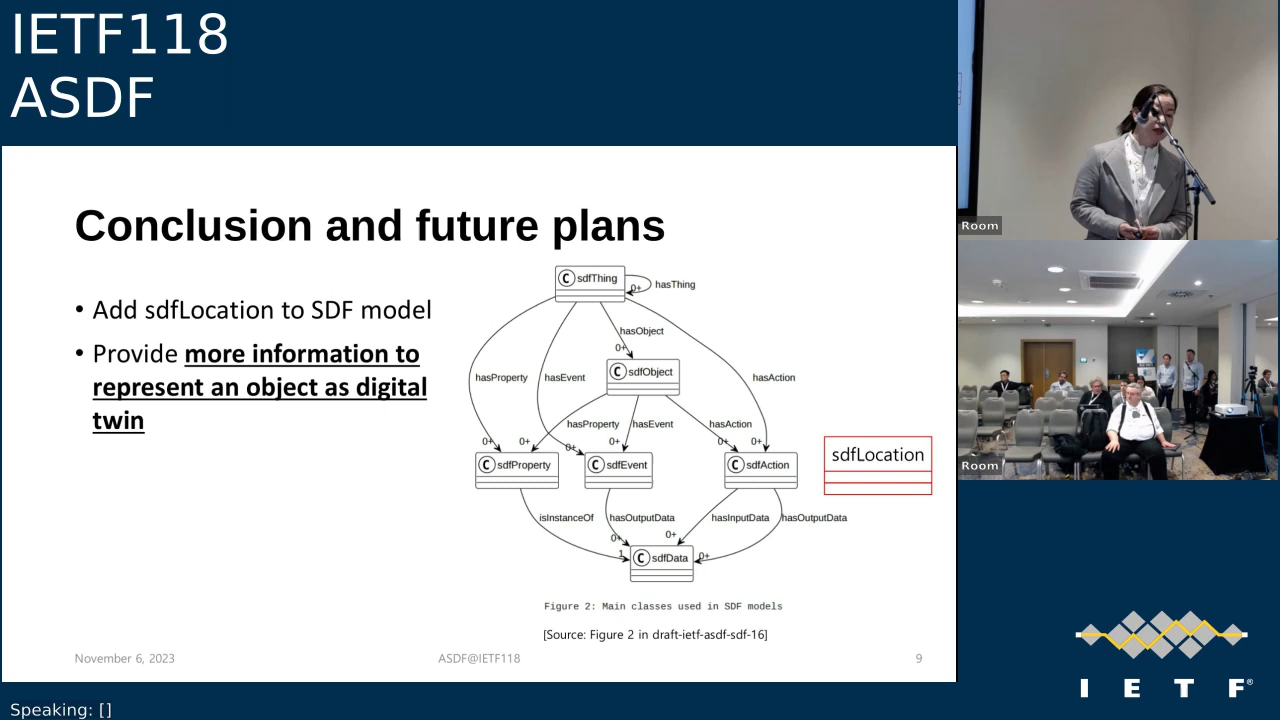 IETF118
ASDF
Conclusion and future plans
• Add sdfLocation to SDF model
• Provide more information to
represent an object as digital
twin
C sdfThing
0+
hasThing
hasObject
0+
C sdfObject
hasProperty
hasEvent
hasAction
hasProperty
hasEvent
hasAction
0+
0+
0+
0+
0+
0+
C sdfProperty
C sdfEvent
C sdfAction
sdfLocation
isInstanceOf
hasOutputData
hasInputData
hasOutputData
0+
0+
1
0+
C sdfData
Figure 2: Main classes used in SDF models
[Source: Figure 2 in draft-ietf-asdf-sdf-16]
November 6, 2023
ASDF@IETF118
9
Speaking: []
Room
Room
I E T F®